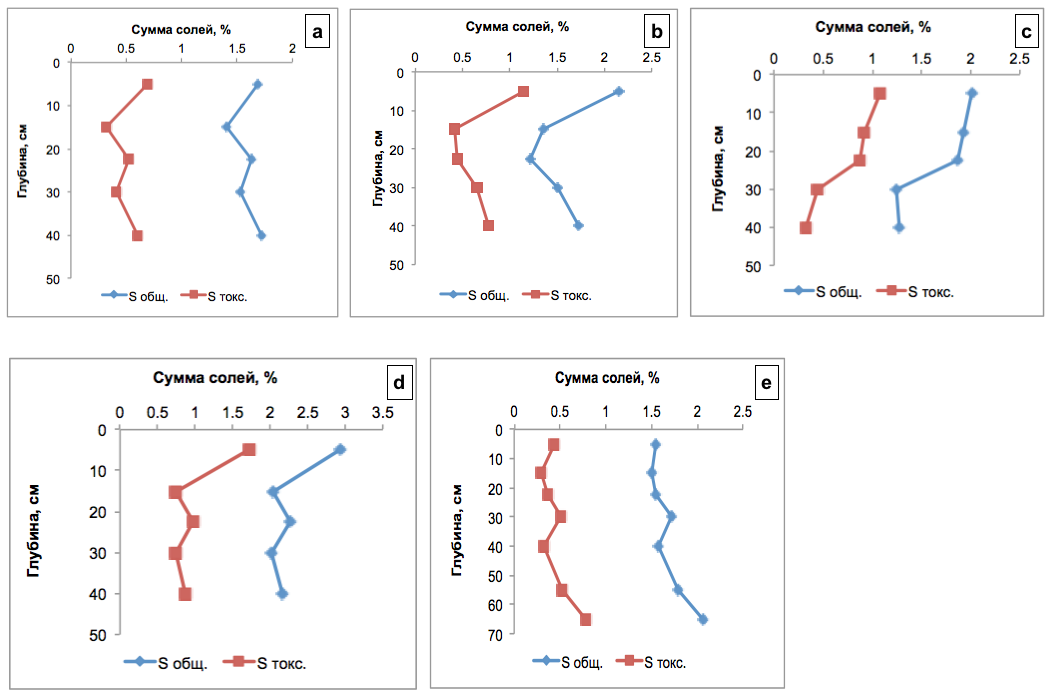 Сумма солей, %
a
0 0.5 1 1.5 2
0
10
20
30
40
50
Глубина, см
S общ. S токс.
Сумма солей, %
b
0 0.5 1 1.5 2 2.5
0
10
20
30
40
50
Глубина, см
S общ. S токс.
Сумма солей, %
c
0 0.5 1 1.5 2 2.5
0
10
20
30
40
50
Глубина, см
S общ. S токс.
Сумма солей, %
d
0 0.5 1 1.5 2 2.5 3 3.5
0
10
20
30
40
50
Глубина, см
S общ. S токс.
Сумма солей, %
e
0 0.5 1 1.5 2 2.5
0
10
20
30
40
50
60
70
Глубина, см
S общ. S токс.